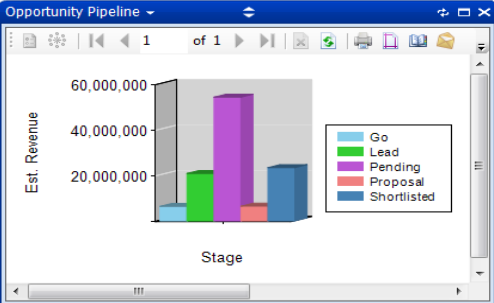 Opportunity Pipeline
1 of 1
60,000,000
40,000,000
20,000,000
Est. Revenue
Stage
Go
Lead
Pending
Proposal
Shortlisted